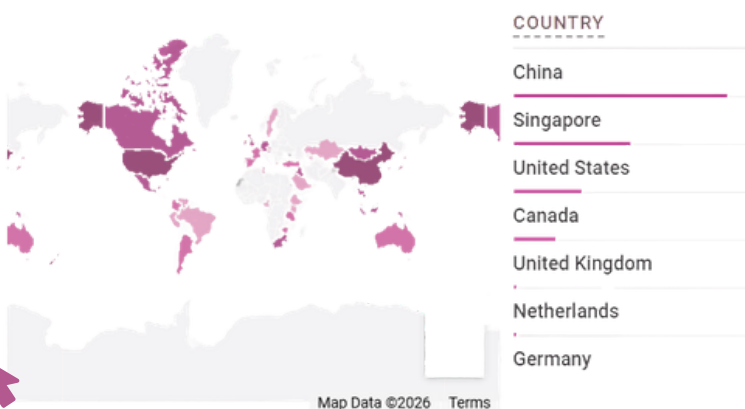 COUNTRY
China
Singapore
United States
Canada
United Kingdom
Netherlands
Germany
Map Data ©2026 Terms